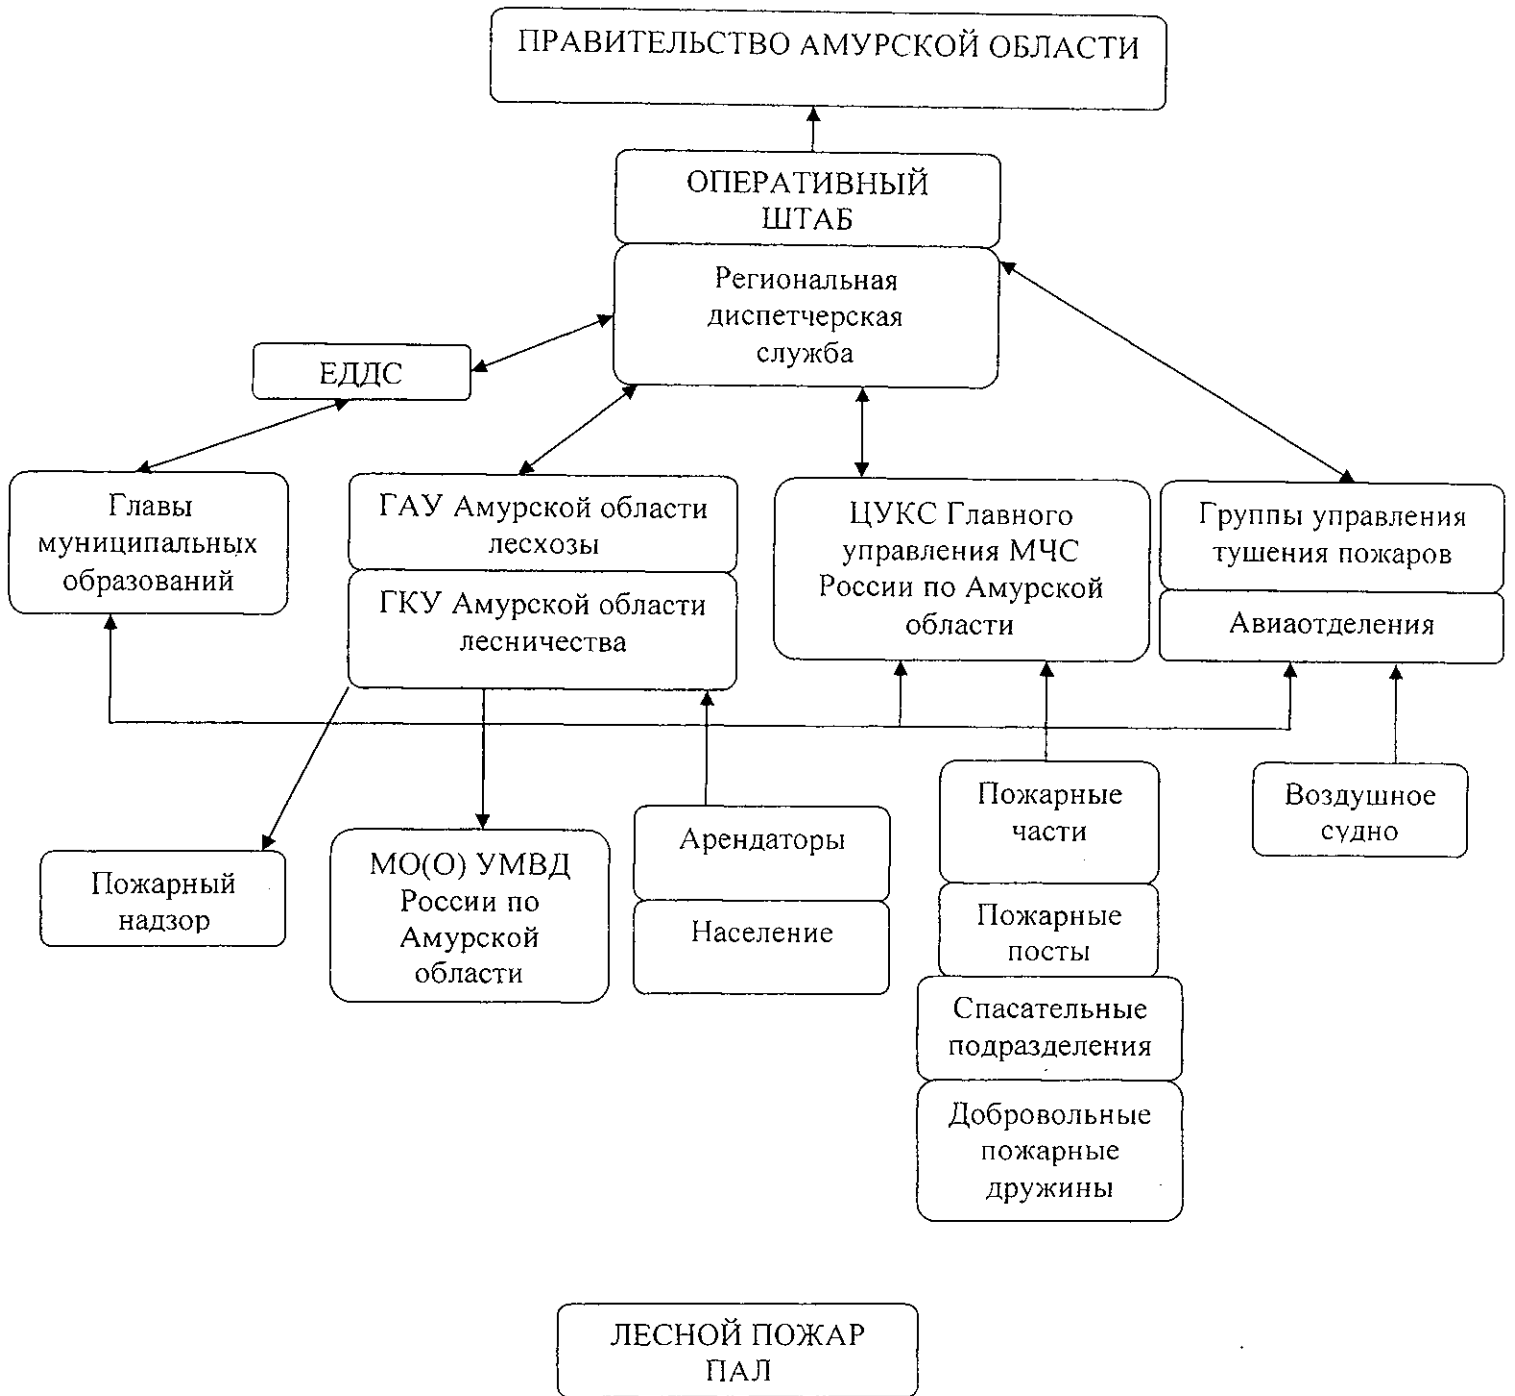 ПРАВИТЕЛЬСТВО АМУРСКОЙ ОБЛАСТИ
ОПЕРАТИВНЫЙ
ШТАБ
Региональная
диспетчерская
служба
ЕДДС
Главы
муниципальных
образований
ГАУ Амурской области
лесхозы
ГКУ Амурской области
лесничества
ЦУКС Главного
управления МЧС
России по Амурской
области
Группы управления
тушения пожаров
Авиаотделения
Пожарный
надзор
МО(О) УМВД
России по
Амурской
области
Арендаторы
Население
Пожарные
части
Пожарные
посты
Спасательные
подразделения
Добровольные
пожарные
дружины
Воздушное
судно
ЛЕСНОЙ ПОЖАР
ПАЛ